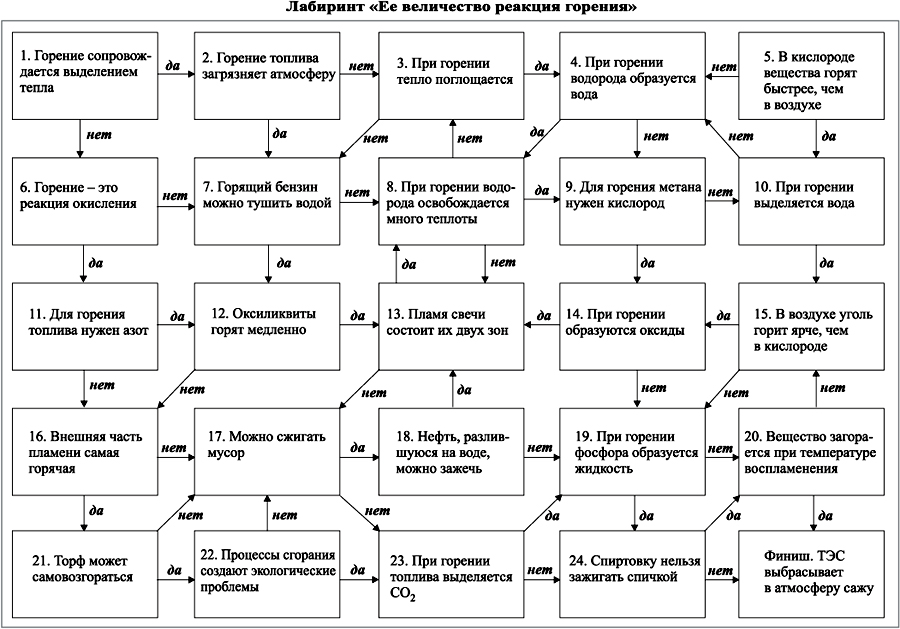 Лабиринт «Ее величество реакция горения»
1. Горение сопровож-
дается выделением
тепла
да
2. Горение топлива
загрязняет атмосферу
нет
3. При горении
тепло поглощается
да
4. При горении
водорода образуется
вода
нет
5. В кислороде
вещества горят
быстрее, чем
в воздухе
нет
да
нет
да
нет
да
нет
нет
да
6. Горение – это
реакция окисления
нет
7. Горящий бензин
можно тушить водой
нет
8. При горении водо-
рода освобождается
много теплоты
да
9. Для горения метана
нужен кислород
нет
10. При горении
выделяется вода
да
да
да
нет
да
да
11. Для горения
топлива нужен азот
да
12. Оксиликвиты
горят медленно
да
13. Пламя свечи
состоит их двух зон
да
14. При горении
образуются оксиды
да
15. В воздухе уголь
горит ярче, чем
в кислороде
нет
нет
нет
да
нет
нет
нет
16. Внешняя часть
пламени самая
горячая
нет
17. Можно сжигать
мусор
да
18. Нефть, разлив-
шуюся на воде,
можно зажечь
19. При горении
фосфора образуется
жидкость
нет
20. Вещество загора-
ется при температуре
воспламенения
да
нет
нет
нет
да
да
да
да
21. Торф может
самовозгораться
да
22. Процессы сгорания
создают экологические
проблемы
да
23. При горении
топлива выделяется
CO2
нет
24. Спиртовку нельзя
зажигать спичкой
нет
Финиш. ТЭС
выбрасывает
в атмосферу сажу